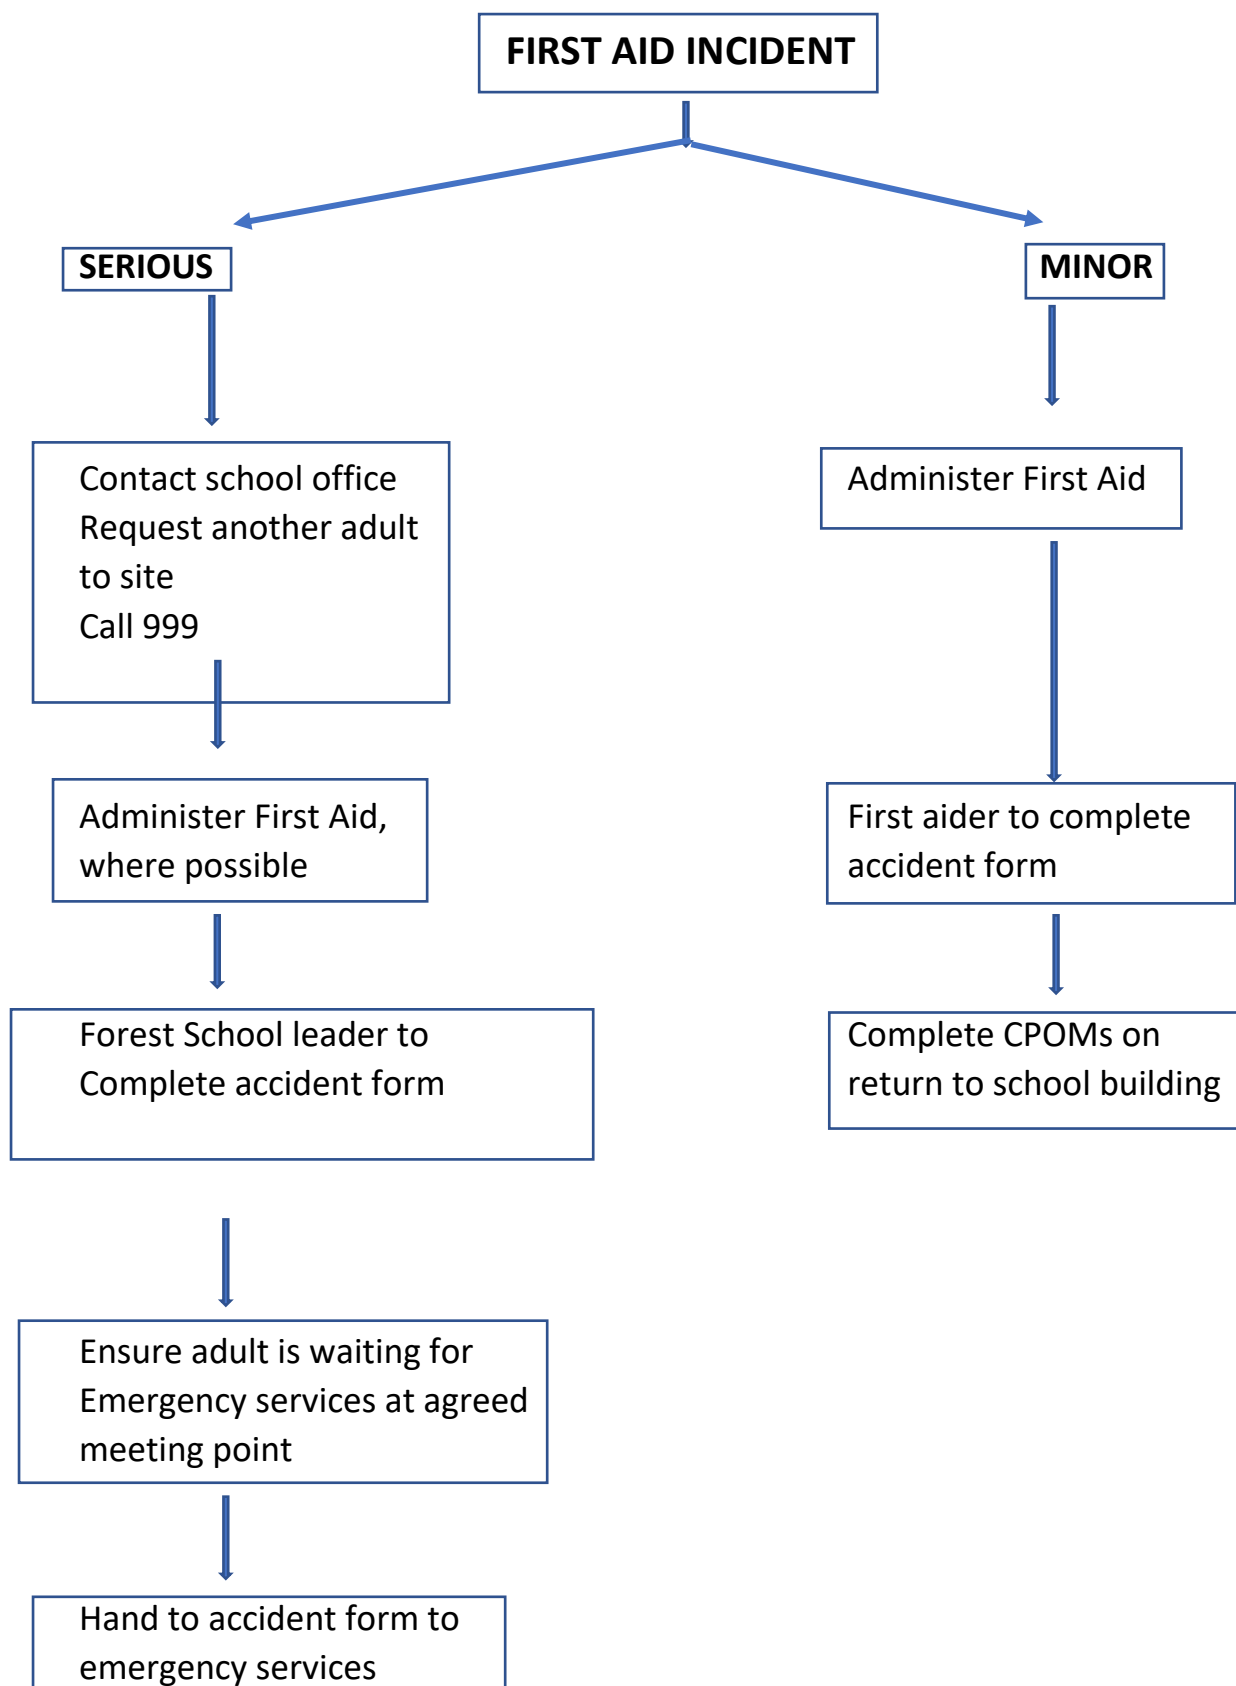 FIRST AID INCIDENT
SERIOUS
MINOR
Contact school office
Request another adult
to site
Call 999
Administer First Aid
Administer First Aid,
where possible
First aider to complete
accident form
Forest School leader to
Complete accident form
Complete CPOMs on
return to school building
Ensure adult is waiting for
Emergency services at agreed
meeting point
Hand to accident form to
emergency services